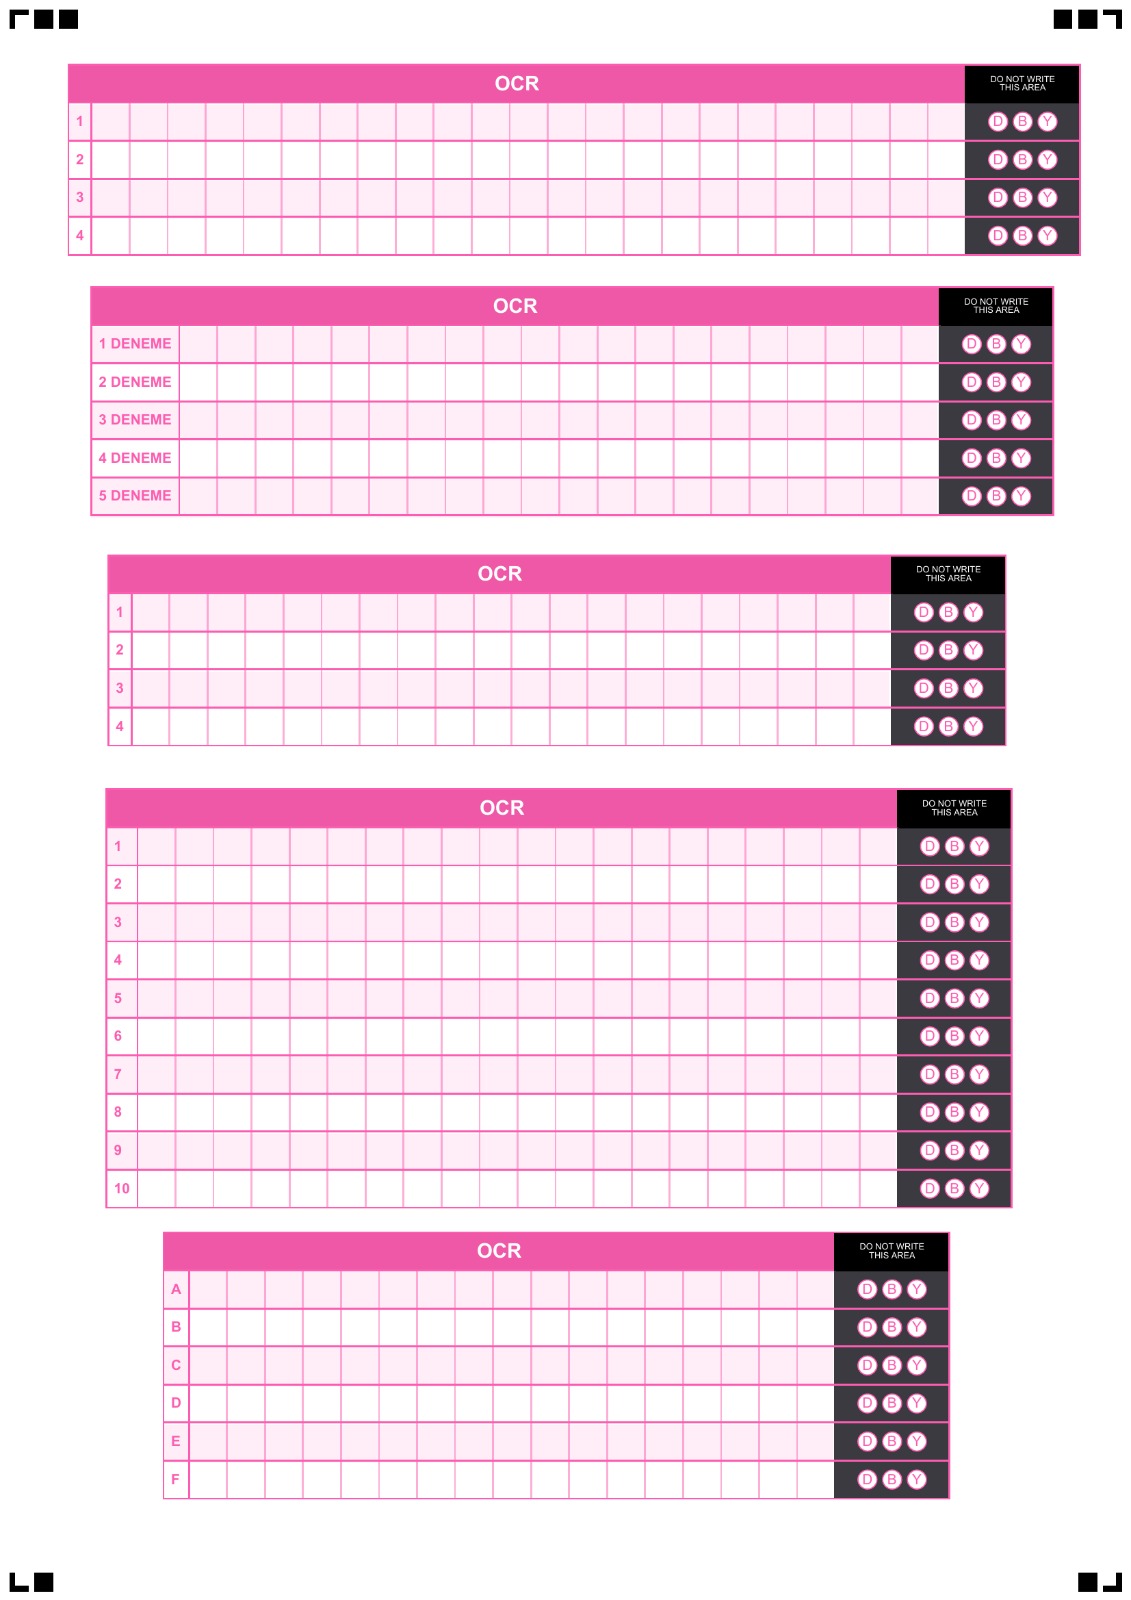 OCR DO NOT WRITE
THIS AREA
1 D B Y
2 D B Y
3 D B Y
4 D B Y
OCR DO NOT WRITE
THIS AREA
1 DENEME D B Y
2 DENEME D B Y
3 DENEME D B Y
4 DENEME D B Y
5 DENEME D B Y
OCR DO NOT WRITE
THIS AREA
1 D B Y
2 D B Y
3 D B Y
4 D B Y
OCR DO NOT WRITE
THIS AREA
1 D B Y
2 D B Y
3 D B Y
4 D B Y
5 D B Y
6 D B Y
7 D B Y
8 D B Y
9 D B Y
10 D B Y
OCR DO NOT WRITE
THIS AREA
A D B Y
B D B Y
C D B Y
D D B Y
E D B Y
F D B Y